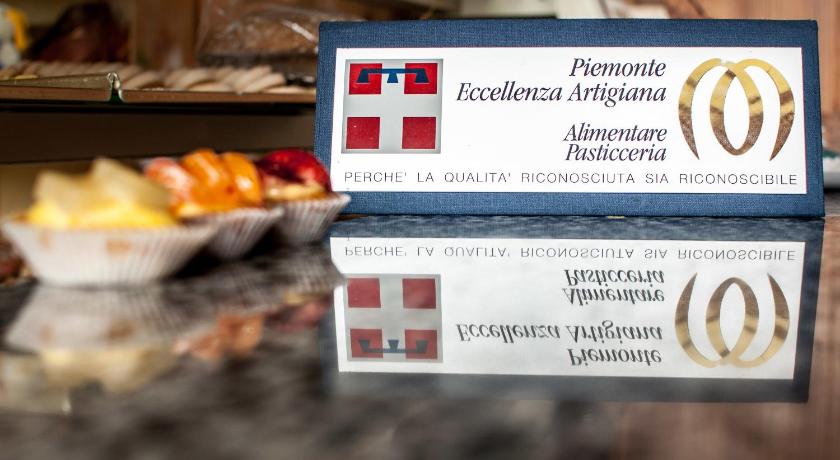 Piemonte
Eccellenza Artigiana
Alimentare
Pasticceria
PERCHE' LA QUALITA' RICONOSCIUTA SIA RICONOSCIBILE